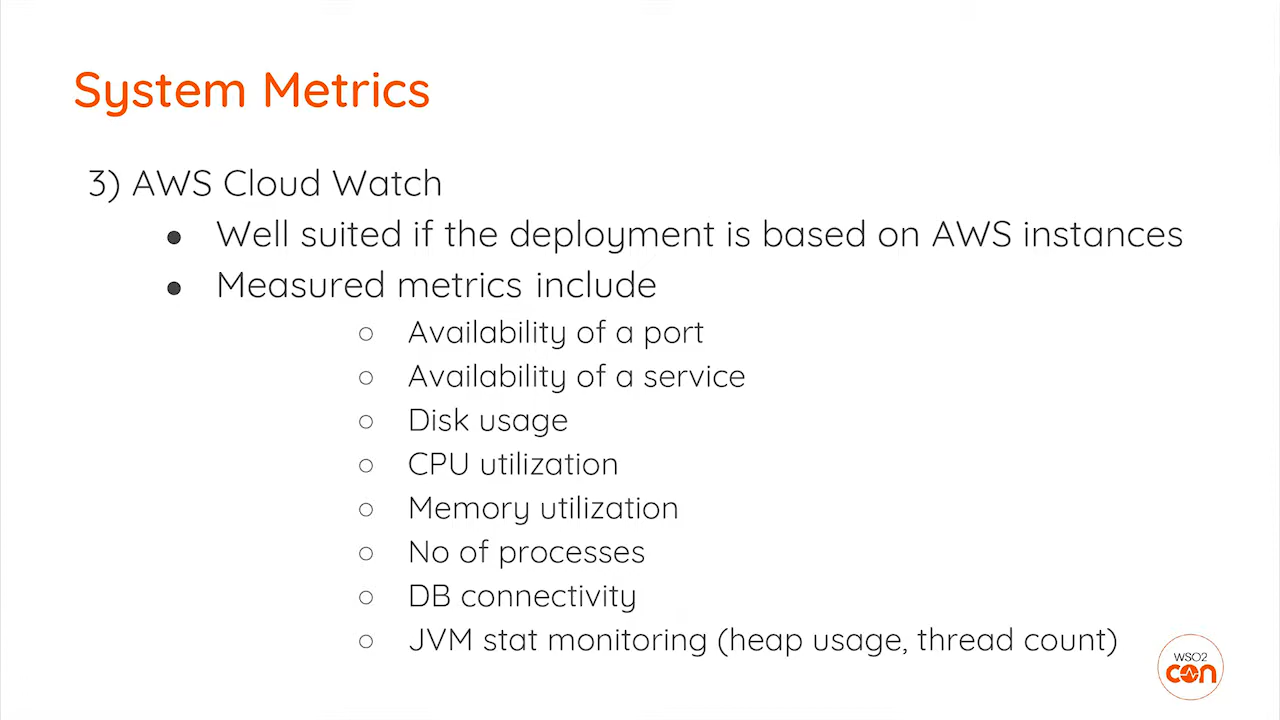 System Metrics
3) AWS Cloud Watch
● Well suited if the deployment is based on AWS instances
● Measured metrics include
○ Availability of a port
○ Availability of a service
○ Disk usage
○ CPU utilization
○ Memory utilization
○ No of processes
○ DB connectivity
○ JVM stat monitoring (heap usage, thread count)
WSO2
con